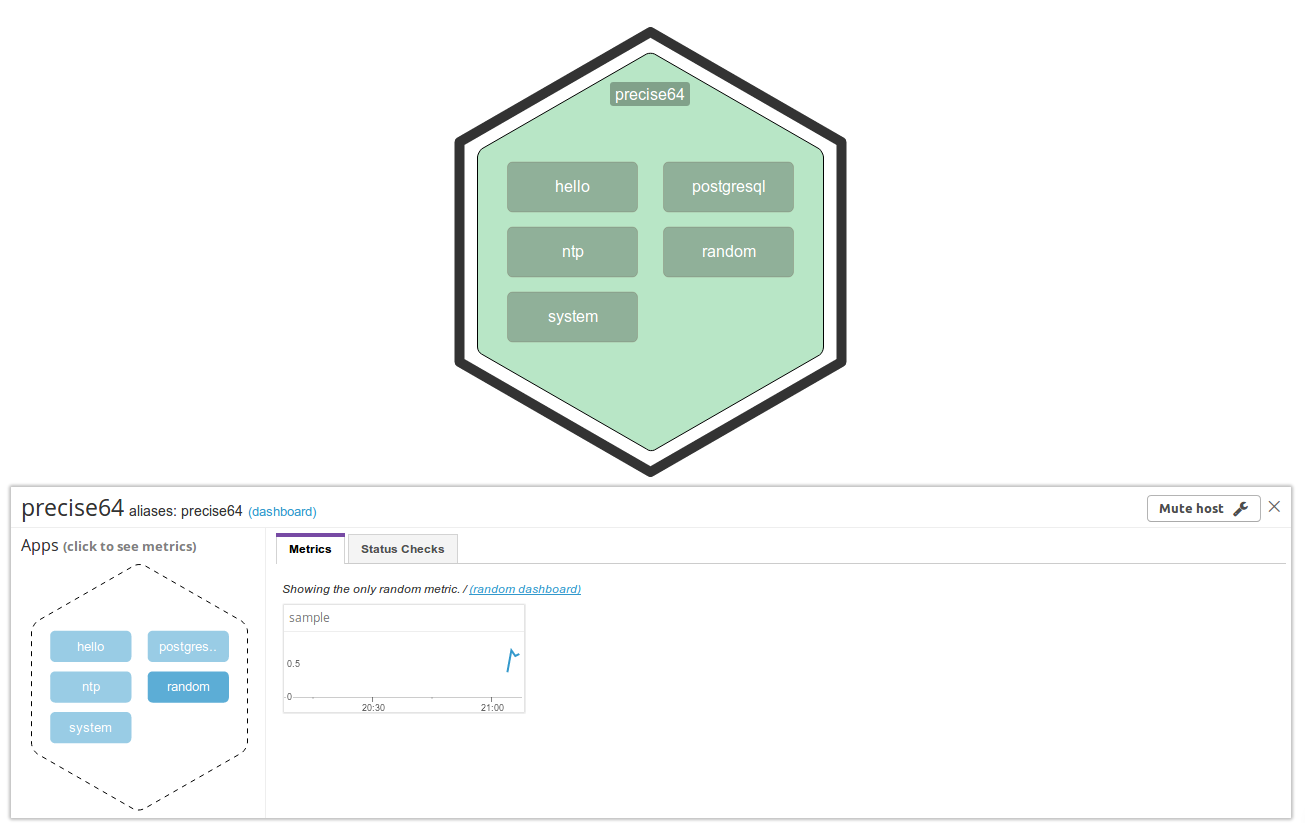 precise64
hello postgresql
ntp random
system
precise64 aliases: precise64 (dashboard)
Mute host
Apps (click to see metrics)
hello postgres..
ntp random
system
Metrics Status Checks
Showing the only random metric. / (random dashboard)
sample
0.5
0
20:30 21:00